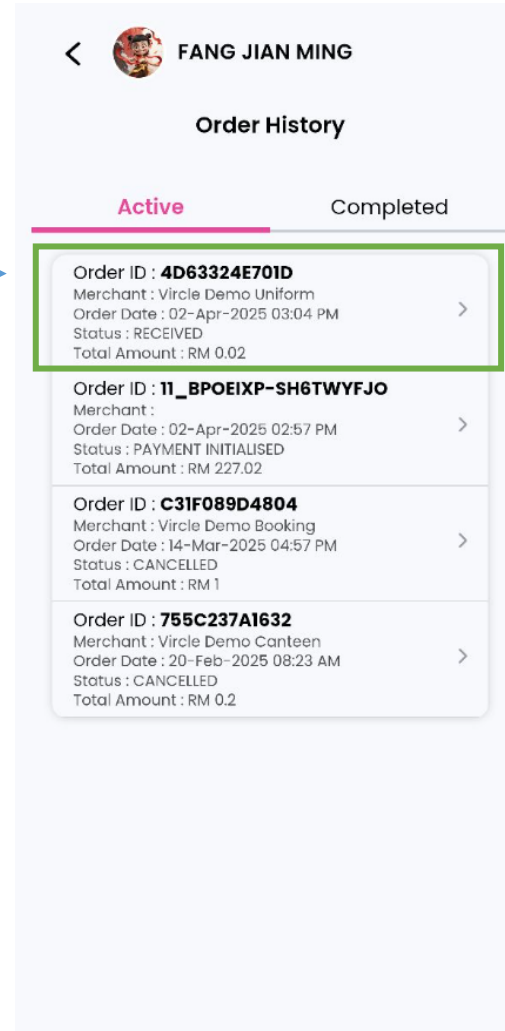 FANG JIAN MING
Order History
Active Completed
Order ID : 4D63324E701D
Merchant : Vircle Demo Uniform
Order Date : 02-Apr-2025 03:04 PM
Status : RECEIVED
Total Amount : RM 0.02
Order ID : 11_BPOEIXP-SH6TWYFJO
Merchant :
Order Date : 02-Apr-2025 02:57 PM
Status : PAYMENT INITIALISED
Total Amount : RM 227.02
Order ID : C31F089D4804
Merchant : Vircle Demo Booking
Order Date : 14-Mar-2025 04:57 PM
Status : CANCELLED
Total Amount : RM 1
Order ID : 755C237A1632
Merchant : Vircle Demo Canteen
Order Date : 20-Feb-2025 08:23 AM
Status : CANCELLED
Total Amount : RM 0.2